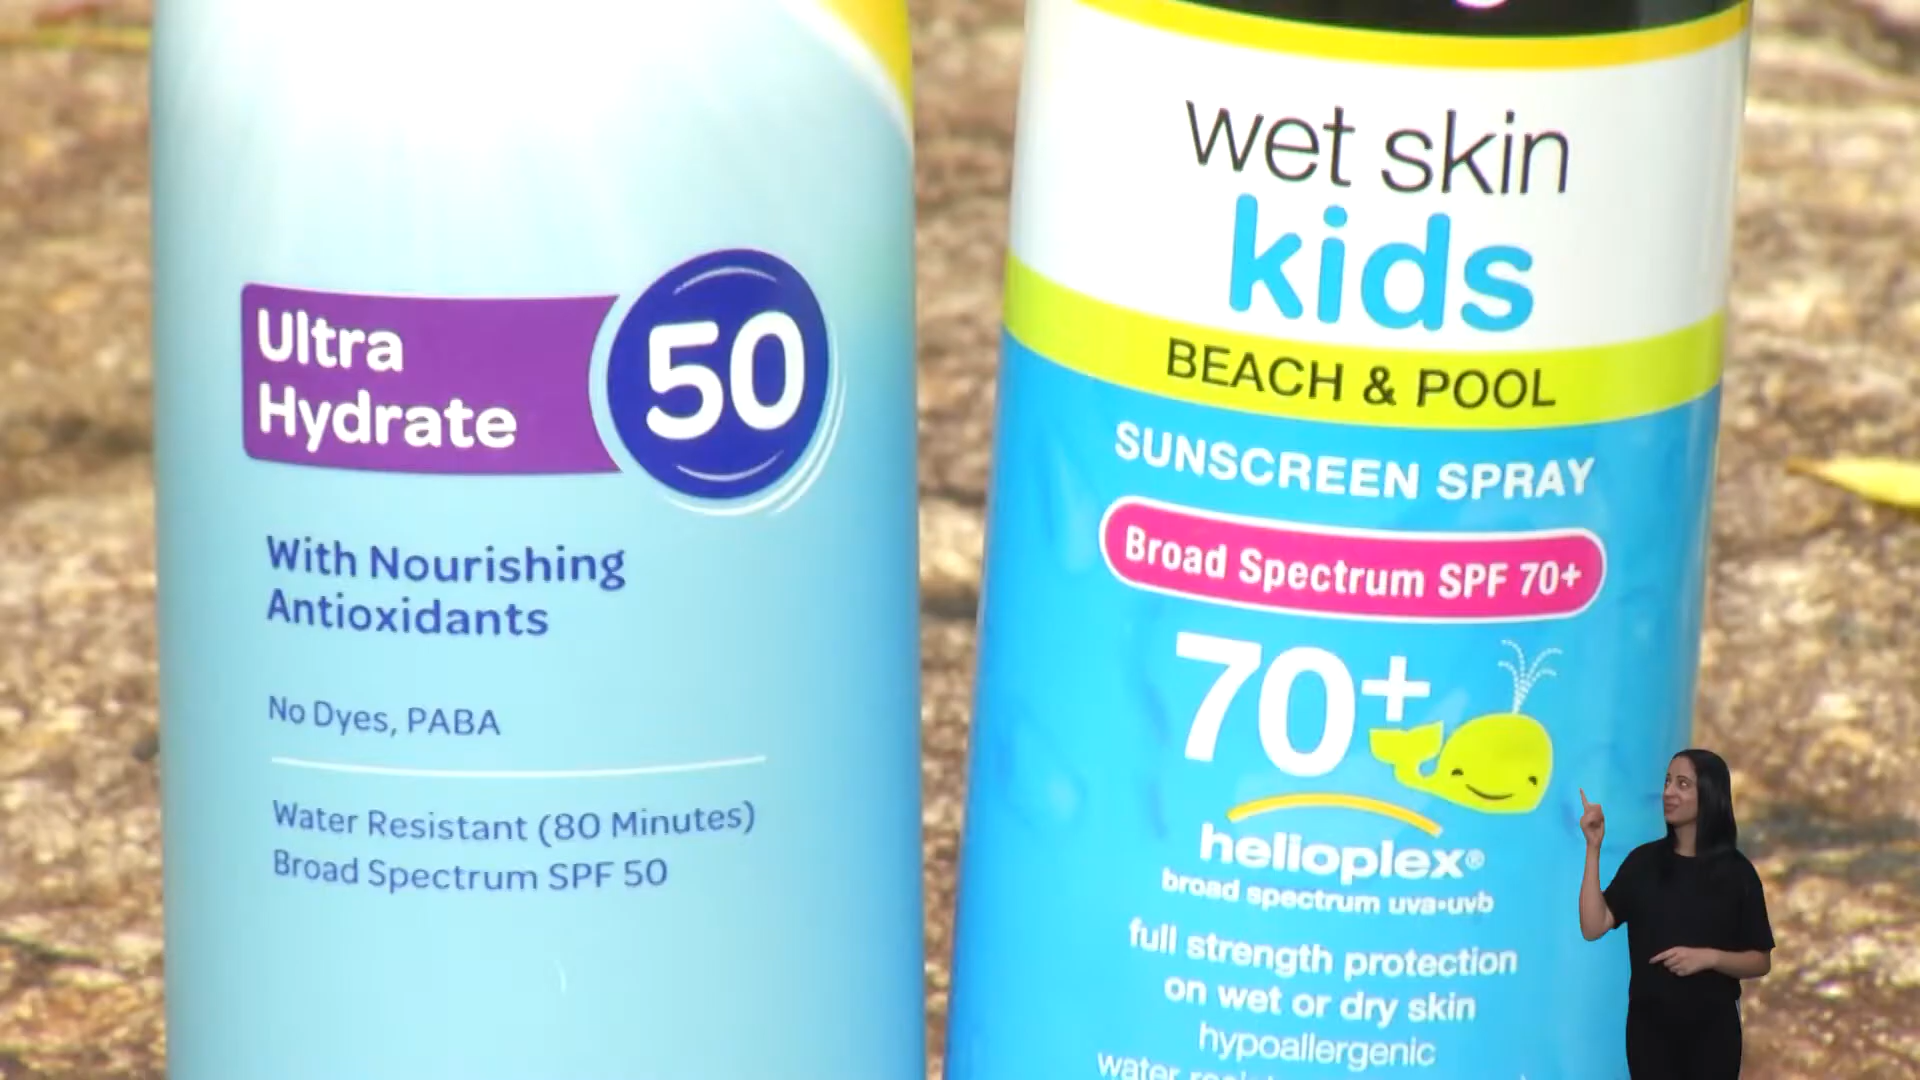 Ultra
Hydrate
50
With Nourishing
Antioxidants
No Dyes, PABA
Water Resistant (80 Minutes)
Broad Spectrum SPF 50
wet skin
kids
BEACH & POOL
SUNSCREEN SPRAY
Broad Spectrum SPF 70+
70+
helioplex®
broad spectrum uva•uvb
full strength protection
on wet or dry skin
hypoallergenic
water